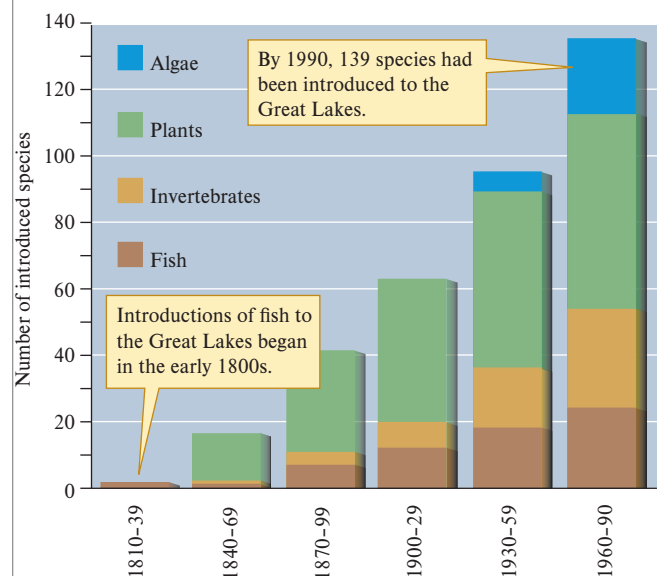 140
120
100
80
60
40
20
0
Number of introduced species
Algae
Plants
Invertebrates
Fish
By 1990, 139 species had
been introduced to the
Great Lakes.
Introductions of fish to
the Great Lakes began
in the early 1800s.
1810–39
1840–69
1870–99
1900–29
1930–59
1960–90